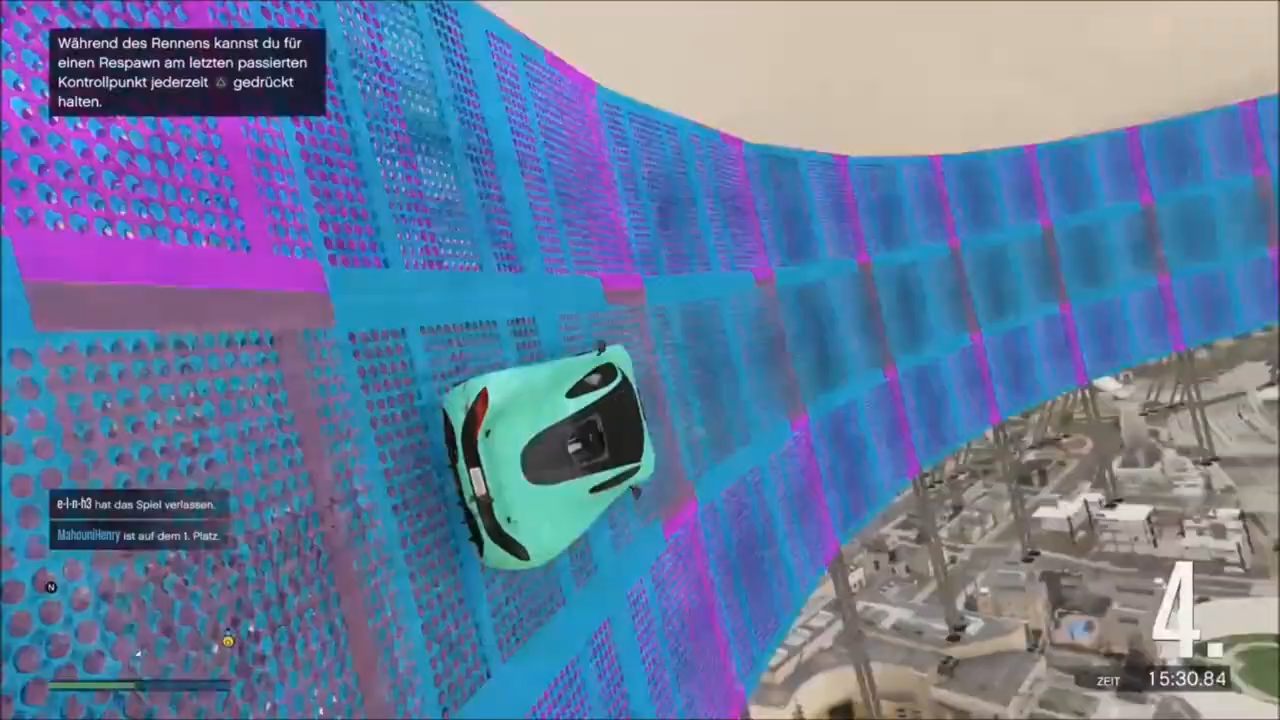 Während des Rennens kannst du für
einen Respawn am letzten passierten
Kontrollpunkt jederzeit △ gedrückt
halten.
e-l-n-h3 hat das Spiel verlassen.
MahouniHenry ist auf dem 1. Platz.
N
4.
ZEIT 15:30.84